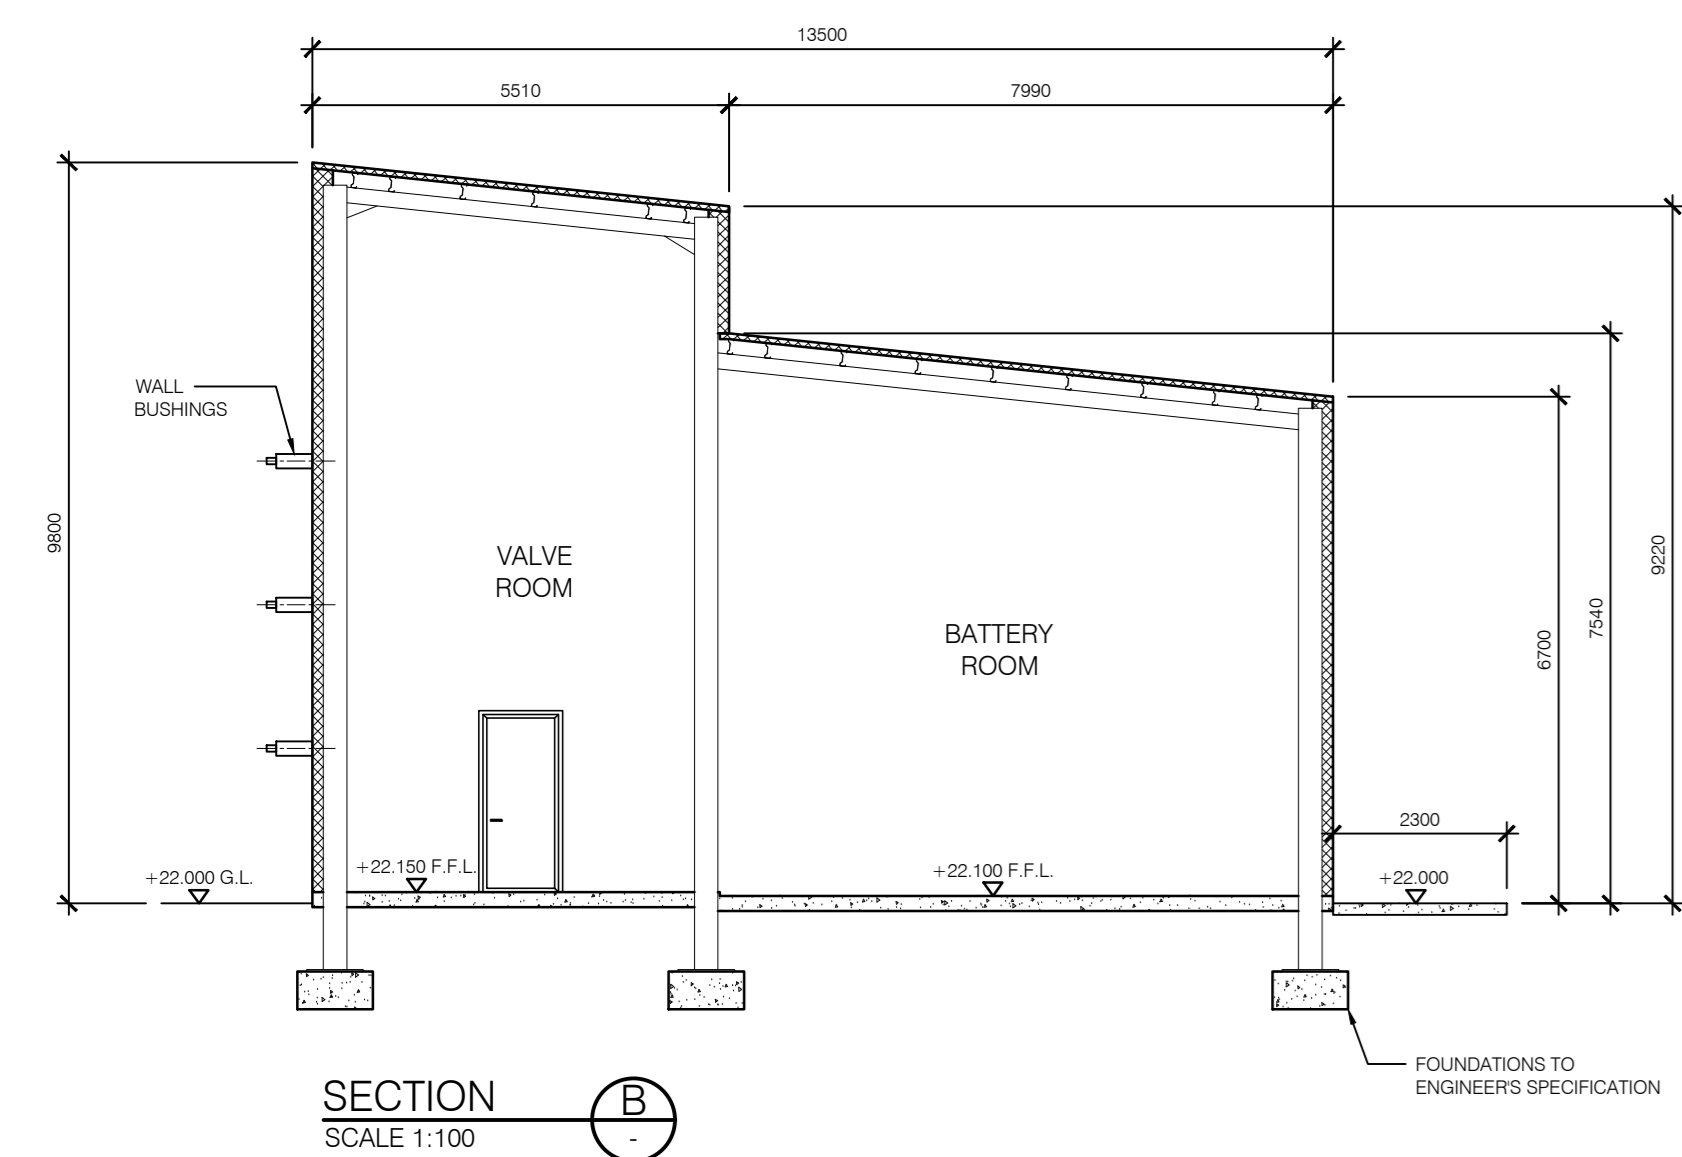 13500
5510
7990
WALL
BUSHINGS
9800
VALVE
ROOM
BATTERY
ROOM
9220
7540
6700
2300
+22.000 G.L.
+22.150 F.F.L.
+22.100 F.F.L.
+22.000
FOUNDATIONS TO
ENGINEER'S SPECIFICATION
SECTION
B
SCALE 1:100
-